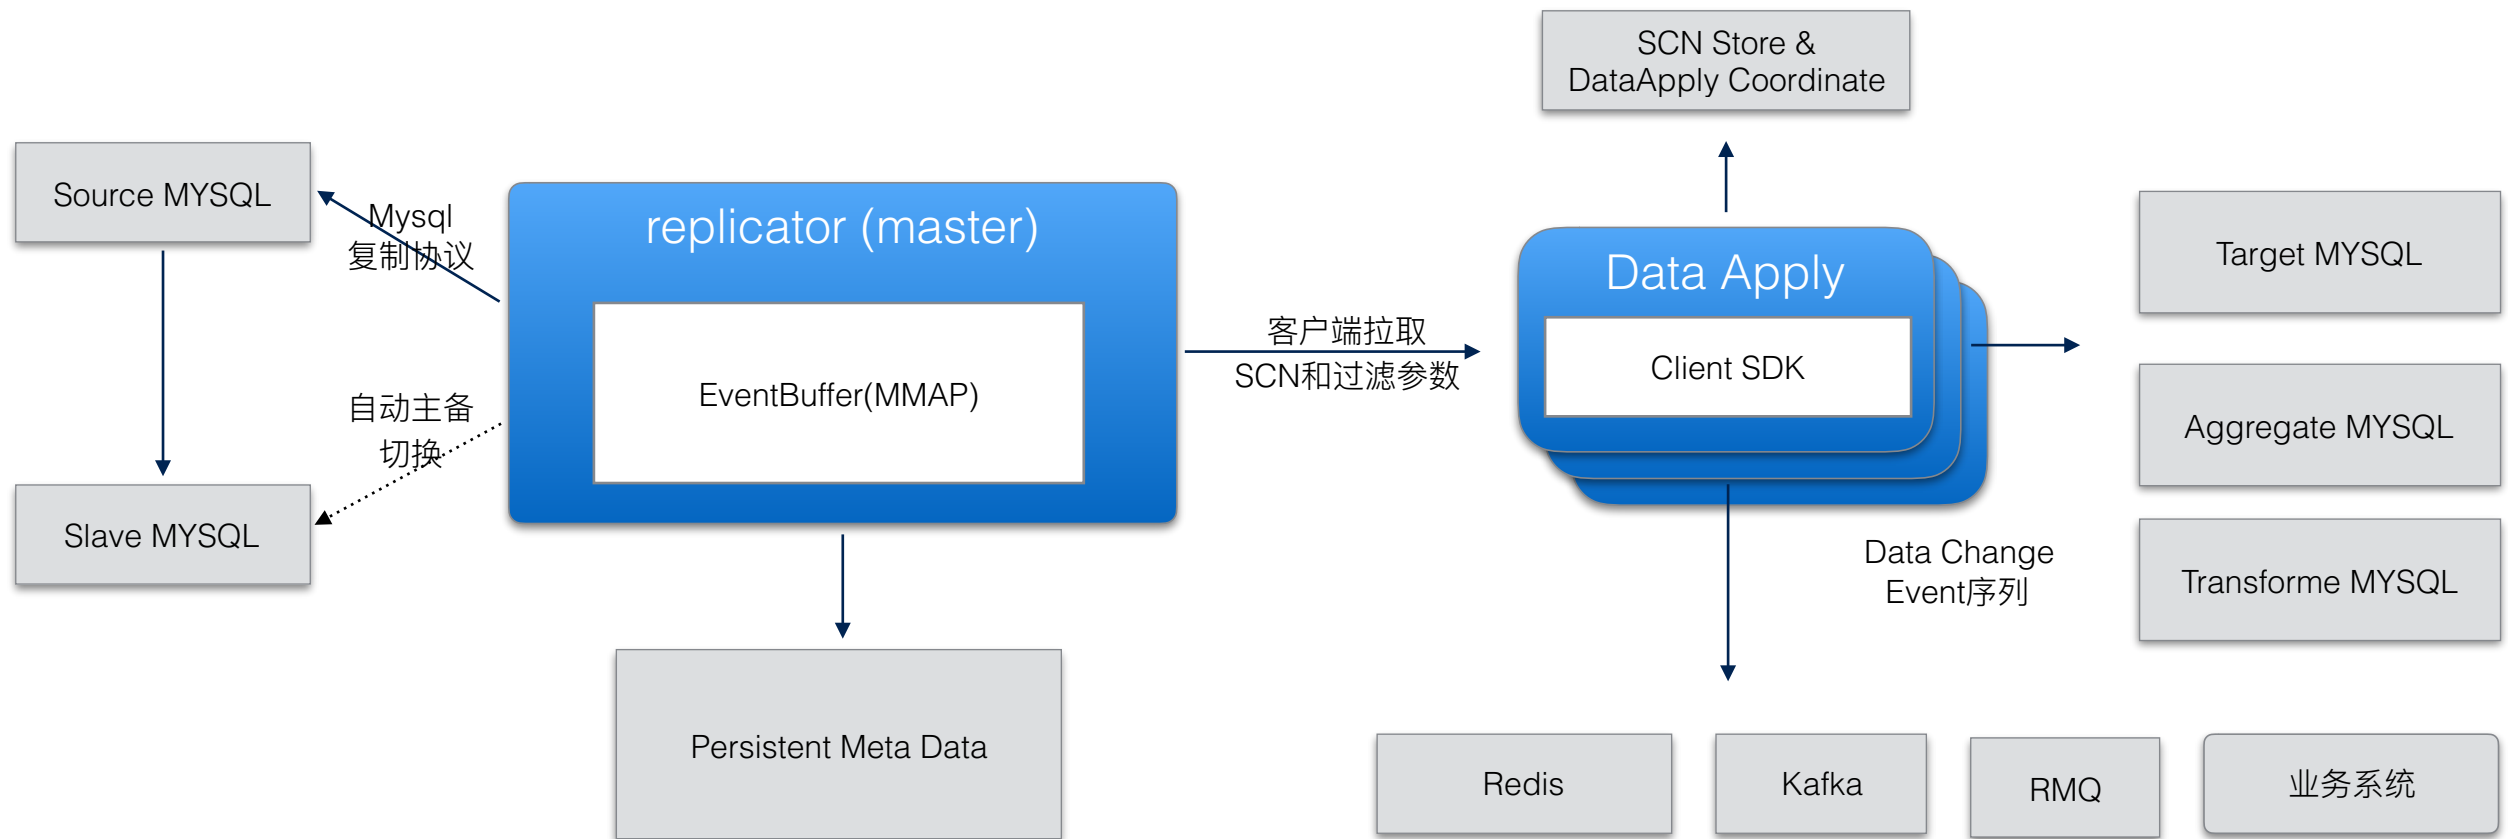 SCN Store &
DataApply Coordinate
Source MYSQL
Mysql
复制协议
replicator (master)
EventBuffer(MMAP)
自动主备
切换
Slave MYSQL
Persistent Meta Data
客户端拉取
SCN和过滤参数
Data Apply
Client SDK
Target MYSQL
Aggregate MYSQL
Transforme MYSQL
Data Change
Event序列
Redis
Kafka
RMQ
业务系统